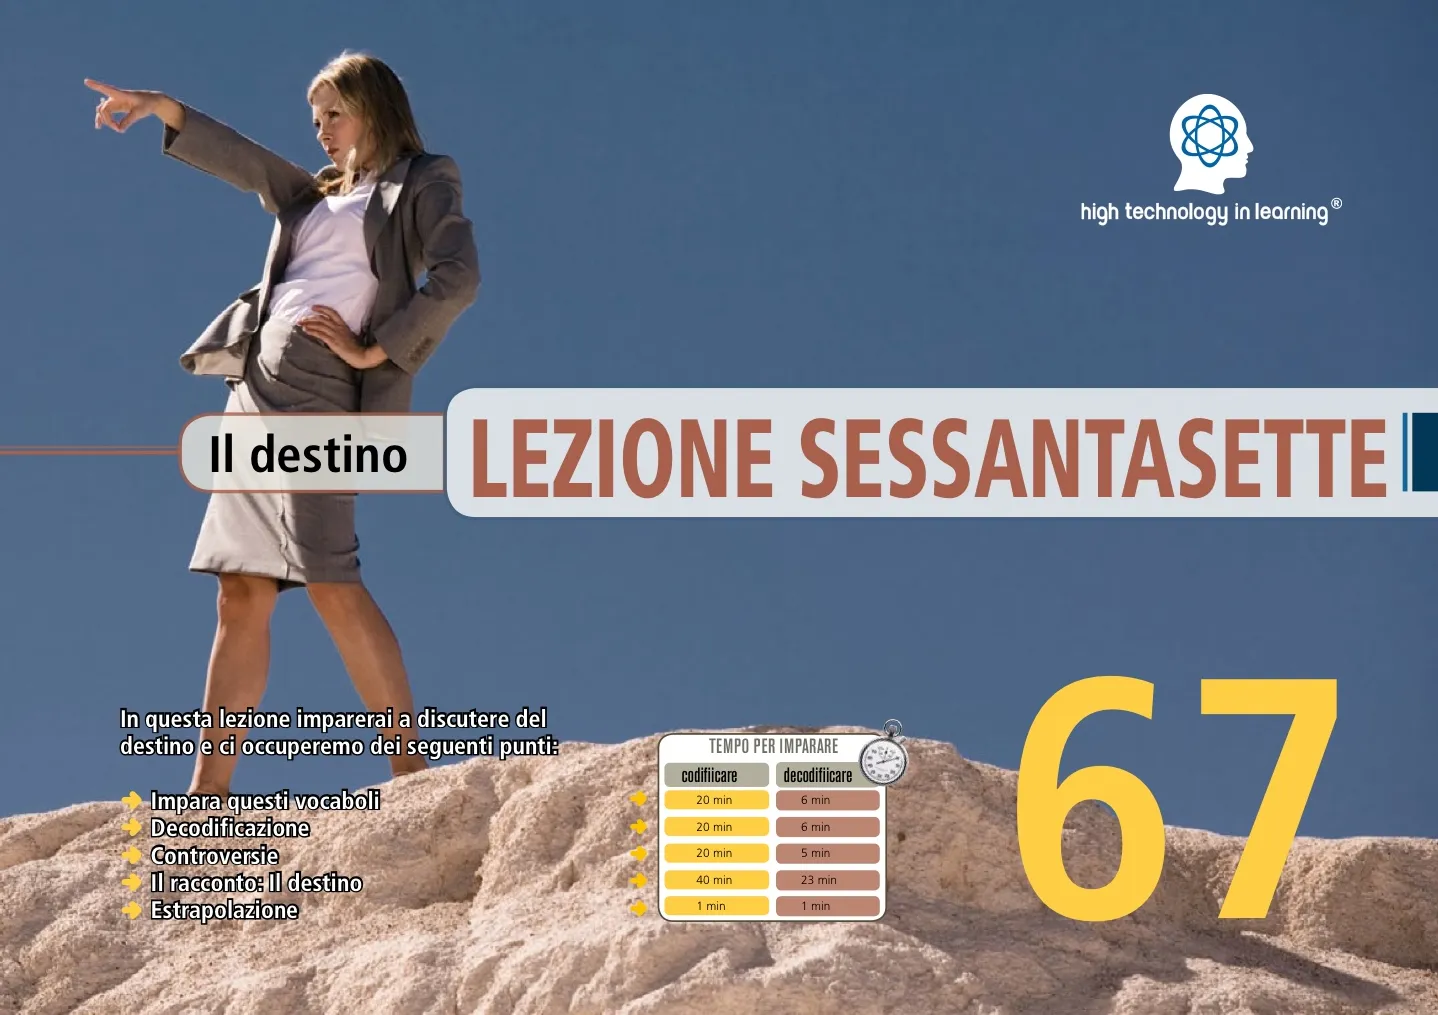 high technology in learning®
Il destino
LEZIONE SESSANTASETTE
In questa lezione imparerai a discutere del
destino e ci occuperemo dei seguenti punti:
Impara questi vocaboli
Decodificazione
Controversie
Il racconto: Il destino
Estrapolazione
TEMPO PER IMPARARE
codifiicare decodifiicare
20 min 6 min
20 min 6 min
20 min 5 min
40 min 23 min
1 min 1 min
67